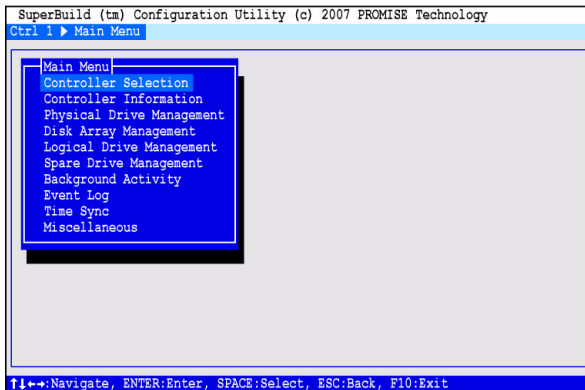 SuperBuild (tm) Configuration Utility (c) 2007 PROMISE Technology
Ctrl 1 ▶ Main Menu
Main Menu
Controller Selection
Controller Information
Physical Drive Management
Disk Array Management
Logical Drive Management
Spare Drive Management
Background Activity
Event Log
Time Sync
Miscellaneous
↑↓←→:Navigate, ENTER:Enter, SPACE:Select, ESC:Back, F10:Exit